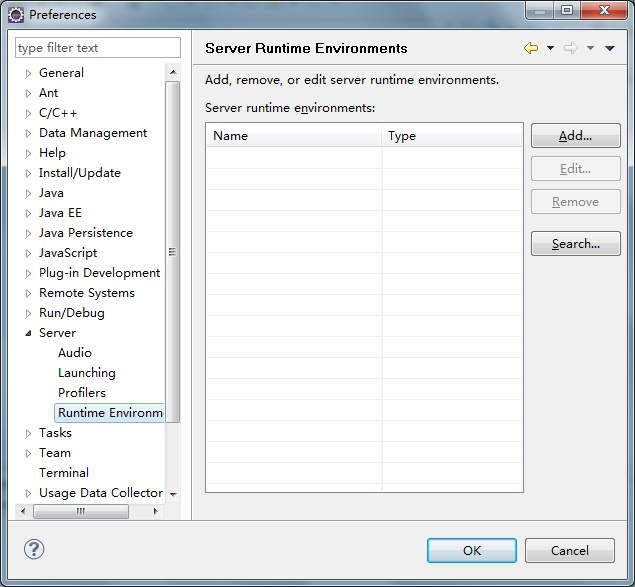 Preferences
type filter text
General
Ant
C/C++
Data Management
Help
Install/Update
Java
Java EE
Java Persistence
JavaScript
Plug-in Development
Remote Systems
Run/Debug
Server
Audio
Launching
Profilers
Runtime Environm
Tasks
Team
Terminal
Usage Data Collector
Server Runtime Environments
Add, remove, or edit server runtime environments.
Server runtime environments:
Name Type
Add...
Edit...
Remove
Search...
?
OK Cancel